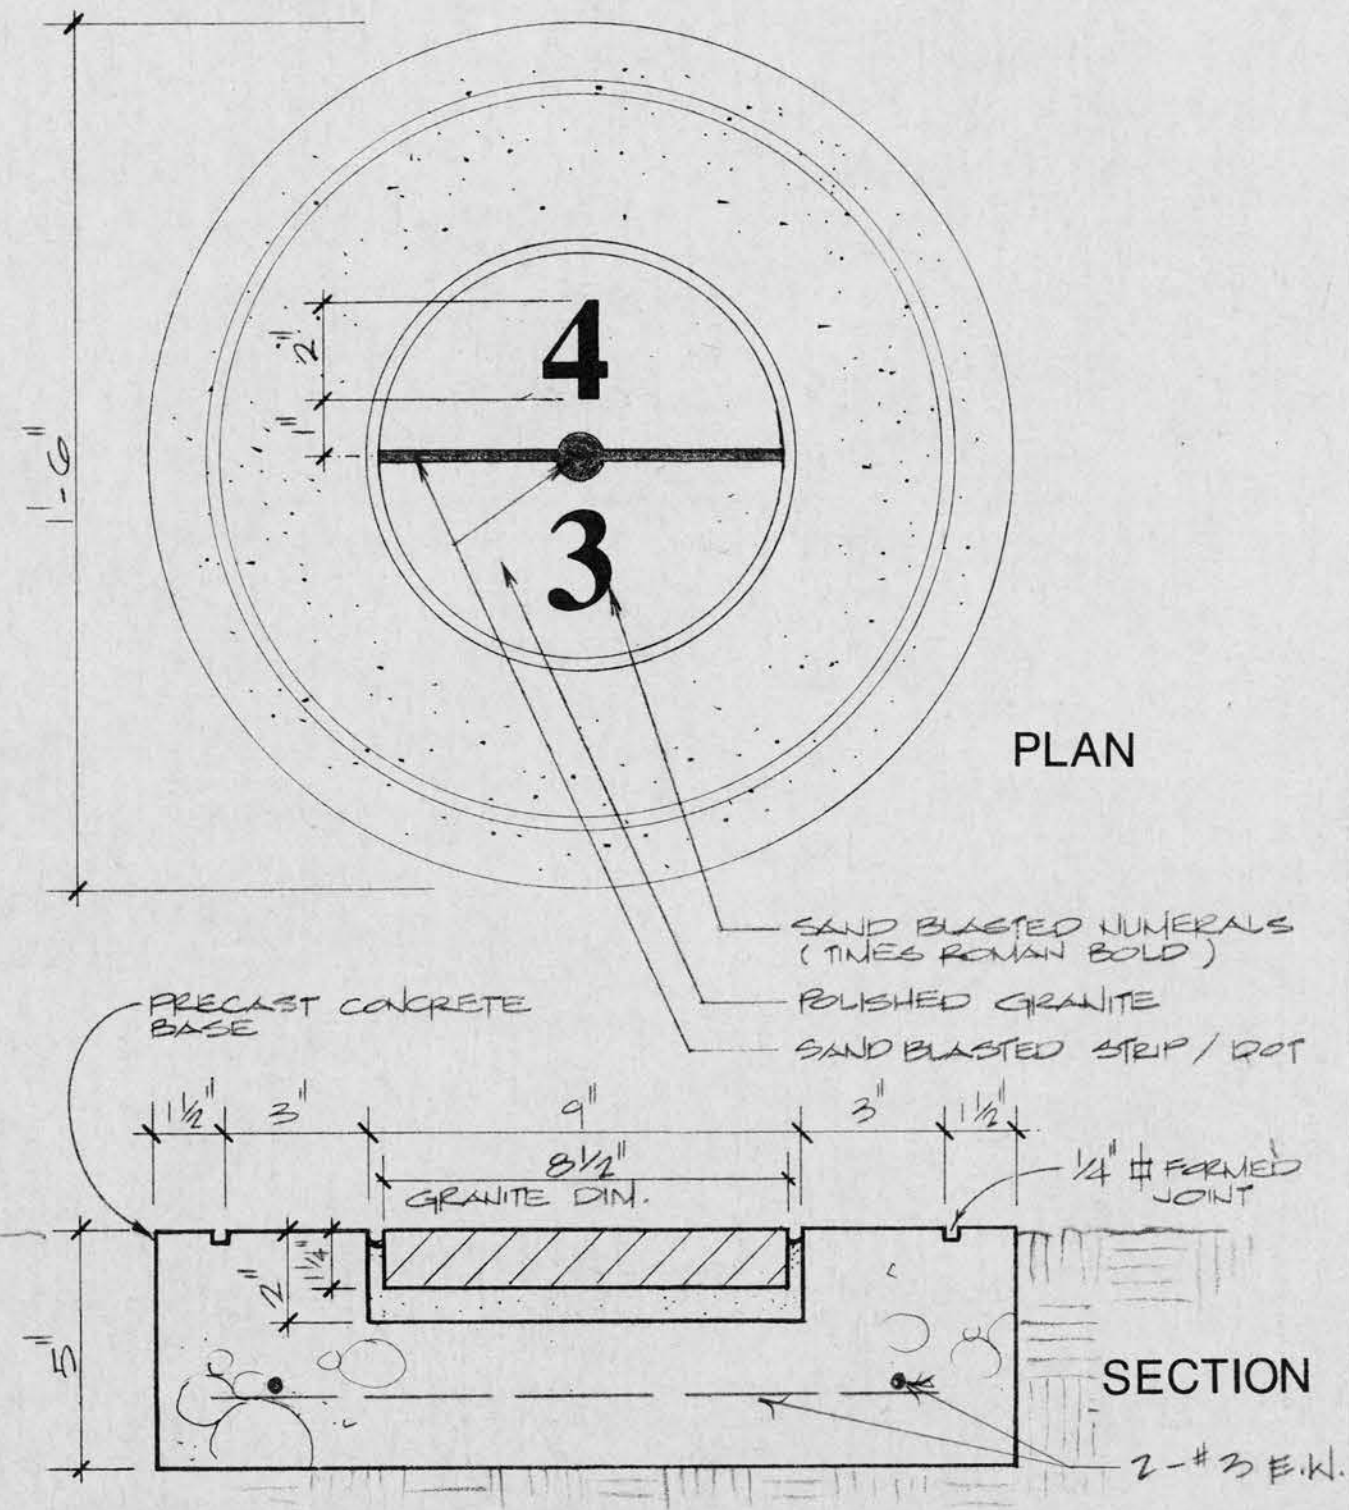 1'-6"
2"
1"
4
3
PLAN
SAND BLASTED NUMERALS
(TIMES ROMAN BOLD)
POLISHED GRANITE
SAND BLASTED STRIP / DOT
PRECAST CONCRETE
BASE
1 1/2"
3"
9"
3"
1 1/2"
8 1/2"
GRANITE DIM.
1/4" ⧧ FORMED
JOINT
1 1/4"
2"
5"
SECTION
2-#3 E.W.